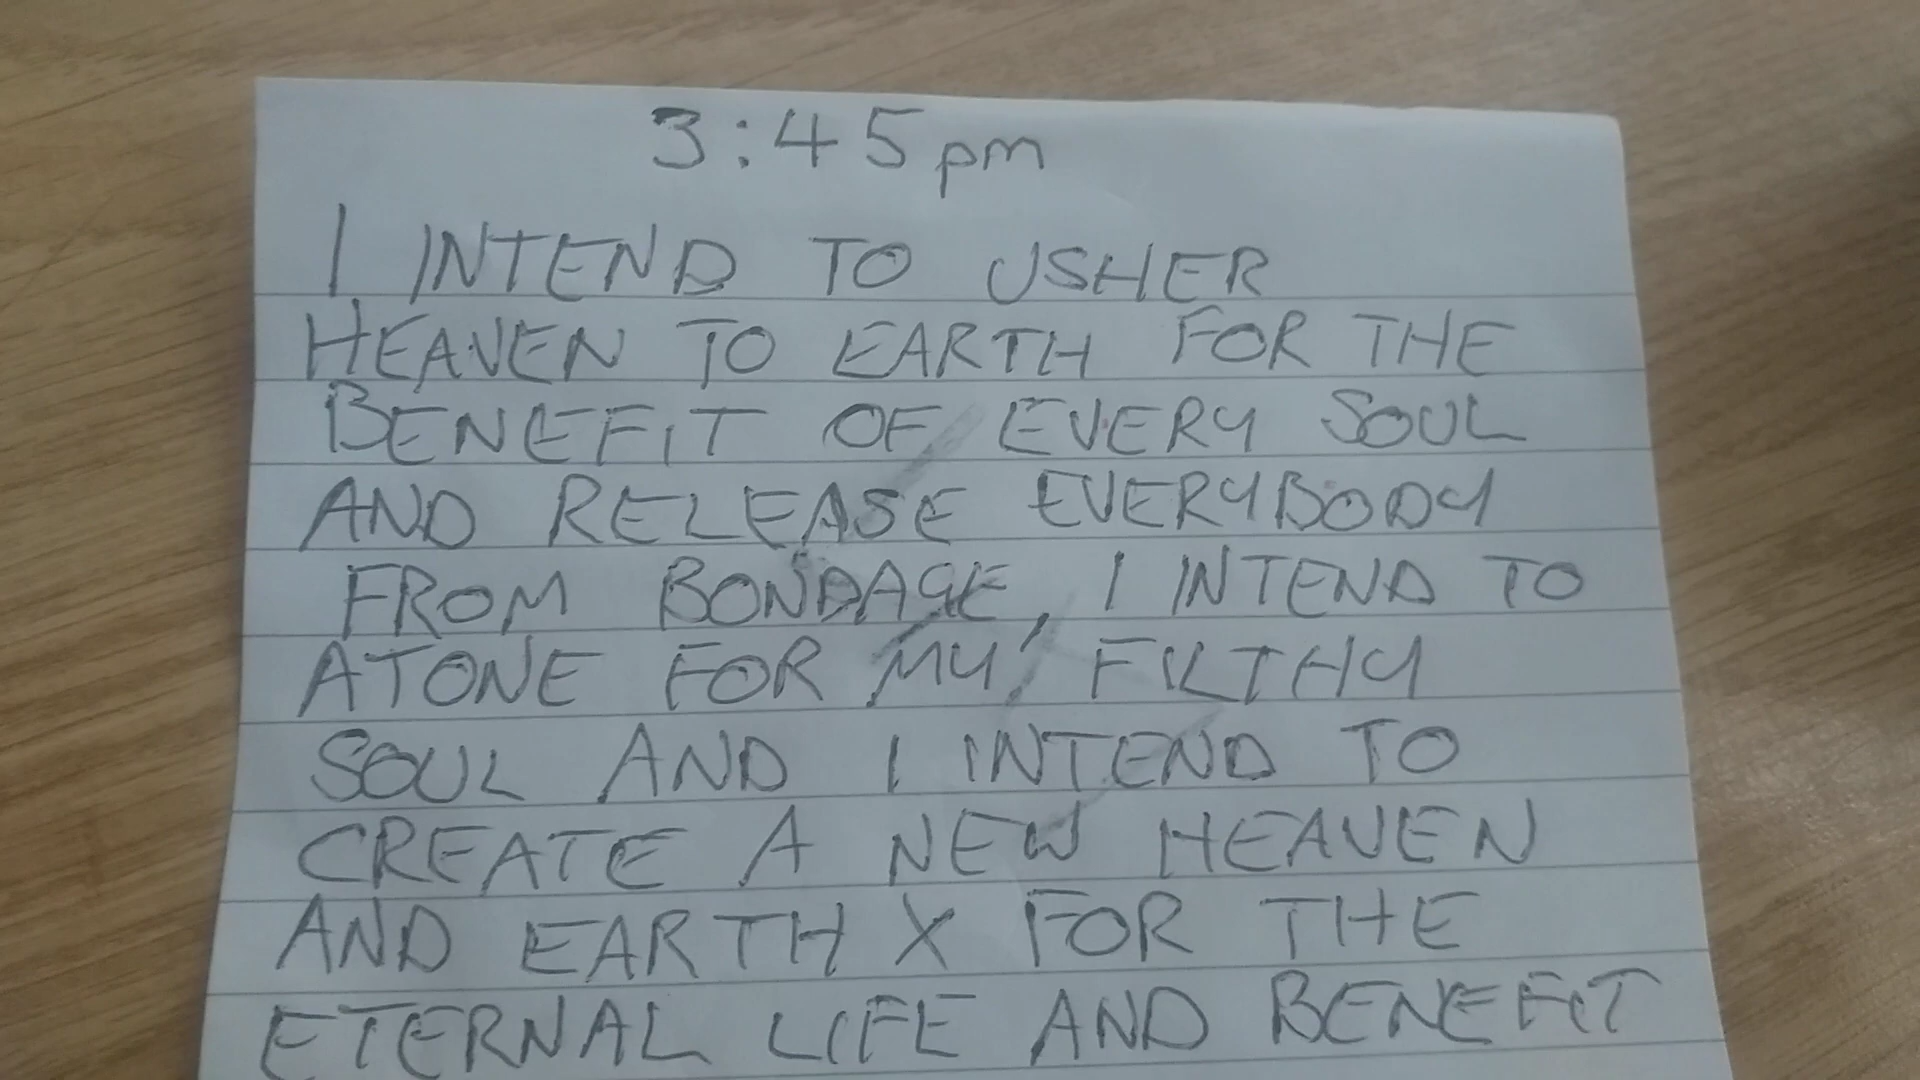 3:45pm
I INTEND TO USHER
HEAVEN TO EARTH FOR THE
BENEFIT OF EVERY SOUL
AND RELEASE EVERYBODY
FROM BONDAGE, I INTEND TO
ATONE FOR MY FILTHY
SOUL AND I INTEND TO
CREATE A NEW HEAVEN
AND EARTH X FOR THE
ETERNAL LIFE AND BENEFIT